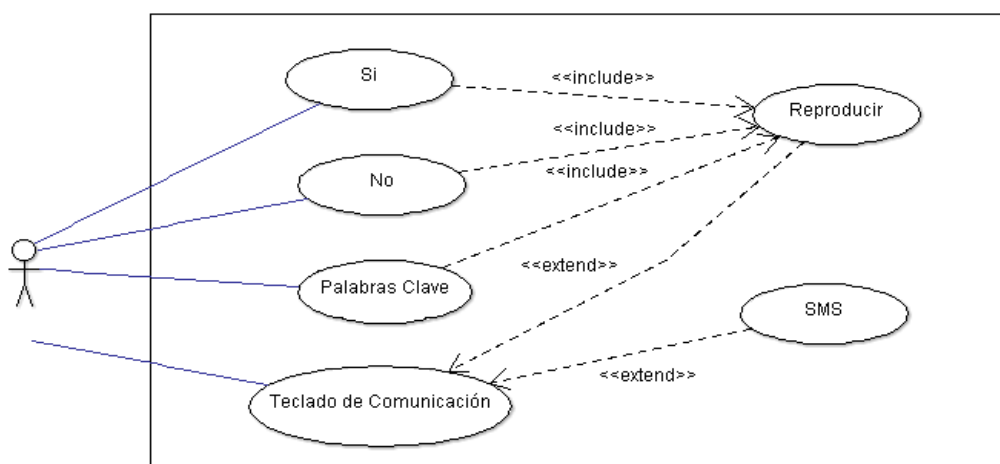 Si
<<include>>
Reproducir
<<include>>
No
<<include>>
<<extend>>
Palabras Clave
SMS
<<extend>>
Teclado de Comunicación